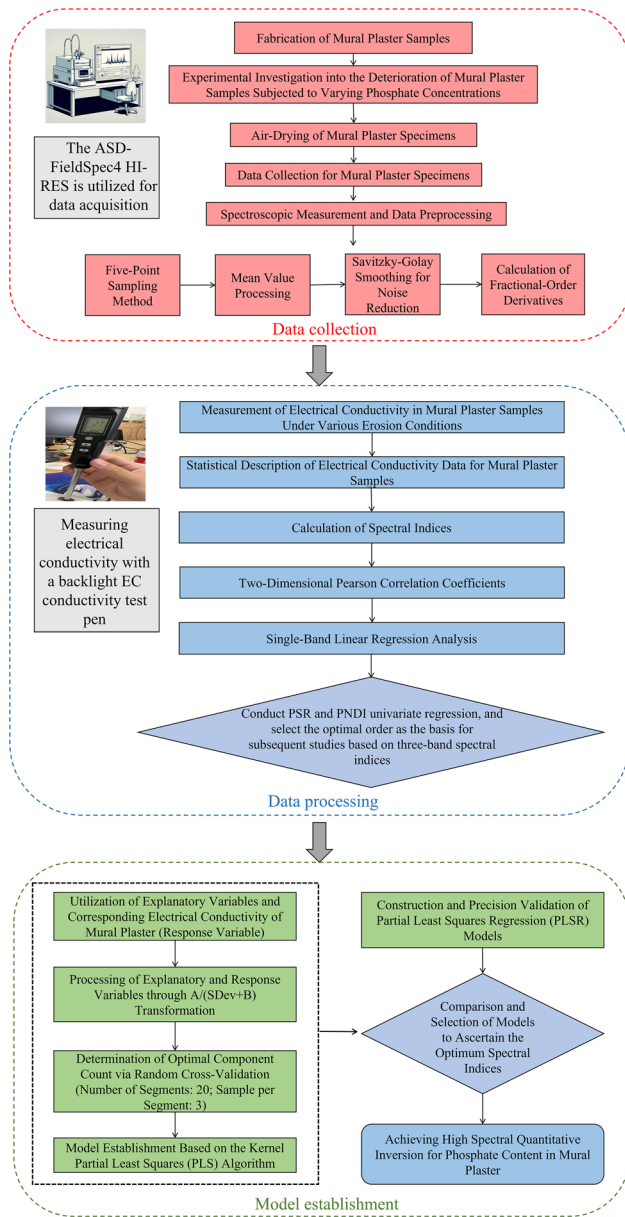 Fabrication of Mural Plaster Samples
Experimental Investigation into the Deterioration of Mural Plaster
Samples Subjected to Varying Phosphate Concentrations
Air-Drying of Mural Plaster Specimens
Data Collection for Mural Plaster Specimens
Spectroscopic Measurement and Data Preprocessing
The ASD-
FieldSpec4 HI-
RES is utilized for
data acquisition
Five-Point
Sampling
Method
Mean Value
Processing
Savitzky-Golay
Smoothing for
Noise
Reduction
Calculation of
Fractional-Order
Derivatives
Data collection
Measurement of Electrical Conductivity in Mural Plaster Samples
Under Various Erosion Conditions
Statistical Description of Electrical Conductivity Data for Mural Plaster
Samples
Calculation of Spectral Indices
Two-Dimensional Pearson Correlation Coefficients
Single-Band Linear Regression Analysis
Measuring
electrical
conductivity with
a backlight EC
conductivity test
pen
Conduct PSR and PNDI univariate regression, and
select the optimal order as the basis for
subsequent studies based on three-band spectral
indices
Data processing
Utilization of Explanatory Variables and
Corresponding Electrical Conductivity of
Mural Plaster (Response Variable)
Processing of Explanatory and Response
Variables through A/(SDev+B)
Transformation
Determination of Optimal Component
Count via Random Cross-Validation
(Number of Segments: 20; Sample per
Segment: 3)
Model Establishment Based on the Kernel
Partial Least Squares (PLS) Algorithm
Construction and Precision Validation of
Partial Least Squares Regression (PLSR)
Models
Comparison and
Selection of Models
to Ascertain the
Optimum Spectral
Indices
Achieving High Spectral Quantitative
Inversion for Phosphate Content in Mural
Plaster
Model establishment